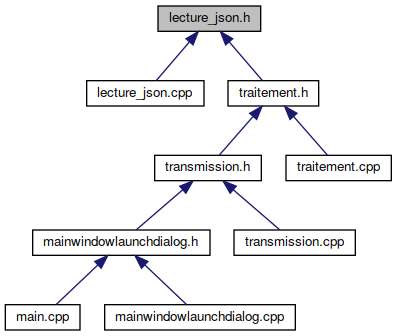 lecture_json.h
lecture_json.cpp
traitement.h
transmission.h
traitement.cpp
mainwindowlaunchdialog.h
transmission.cpp
main.cpp
mainwindowlaunchdialog.cpp